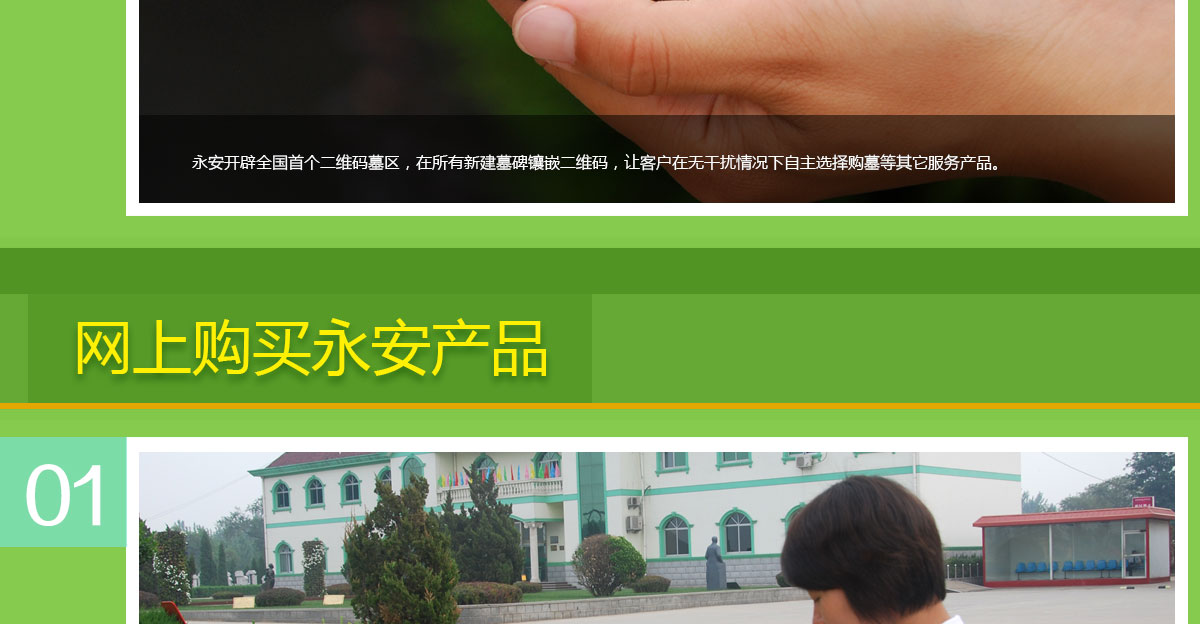 永安开辟全国首个二维码墓区，在所有新建墓碑镶嵌二维码，让客户在无干扰情况下自主选择购墓等其它服务产品。
网上购买永安产品
01